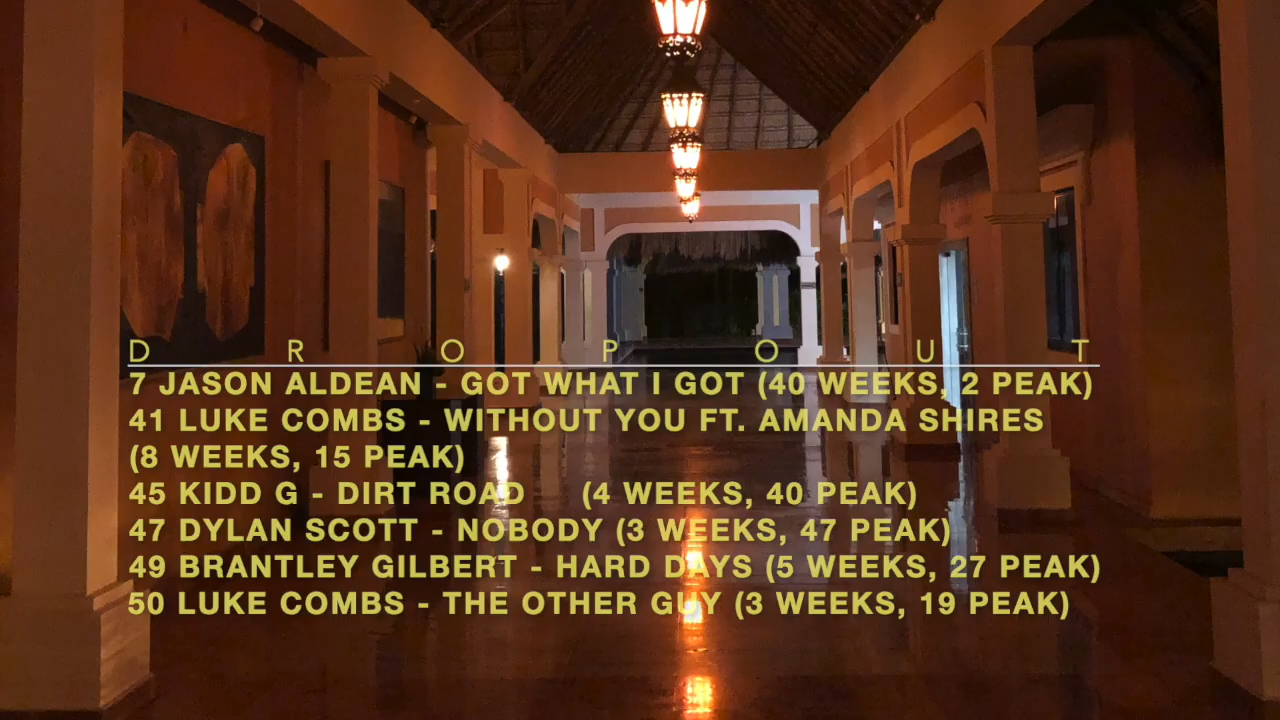 D R O P O U T
7 JASON ALDEAN - GOT WHAT I GOT (40 WEEKS, 2 PEAK)
41 LUKE COMBS - WITHOUT YOU FT. AMANDA SHIRES
(8 WEEKS, 15 PEAK)
45 KIDD G - DIRT ROAD (4 WEEKS, 40 PEAK)
47 DYLAN SCOTT - NOBODY (3 WEEKS, 47 PEAK)
49 BRANTLEY GILBERT - HARD DAYS (5 WEEKS, 27 PEAK)
50 LUKE COMBS - THE OTHER GUY (3 WEEKS, 19 PEAK)